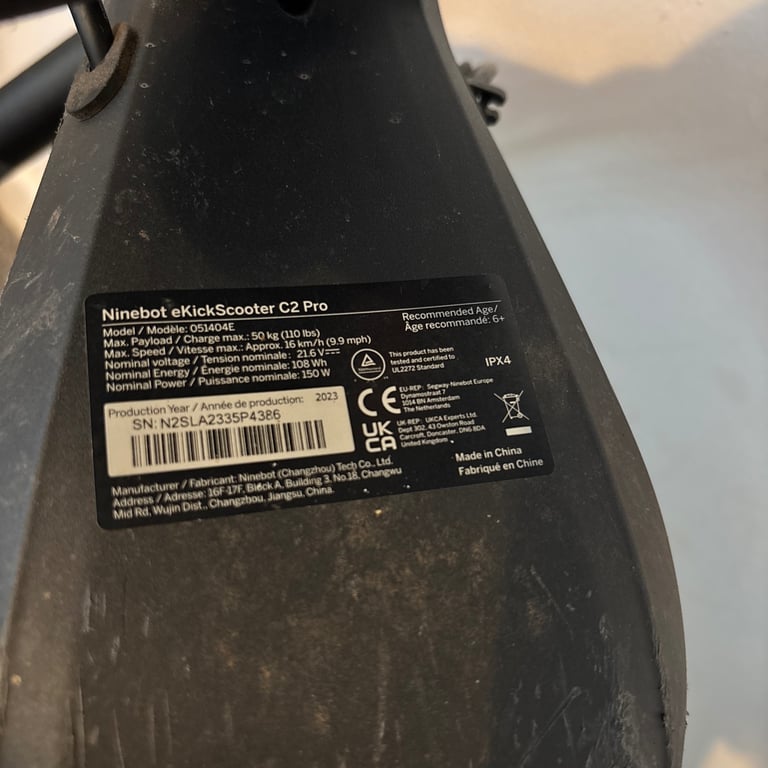 Ninebot eKickScooter C2 Pro
Model / Modèle: 051404E
Max. Payload / Charge max.: 50 kg (110 lbs)
Max. Speed / Vitesse max.: Approx. 16 km/h (9.9 mph)
Nominal voltage / Tension nominale: 21.6 V
Nominal Energy / Énergie nominale: 108 Wh
Nominal Power / Puissance nominale: 150 W
Recommended Age/
Âge recommandé: 6+
This product has been
tested and certified to
UL2272 Standard
IPX4
Production Year / Année de production: 2023
SN: N2SLA2335P4386
CE
EU-REP: Segway-Ninebot Europe
Dynamostraat 7
1014 BN Amsterdam
The Netherlands
UKCA
UK-REP: UKCA Experts Ltd.
Dept 302, 43 Owston Road
Carcroft, Doncaster, DN6 8DA
United Kingdom
Made in China
Fabriqué en Chine
Manufacturer / Fabricant: Ninebot (Changzhou) Tech Co., Ltd.
Address / Adresse: 16F-17F, Block A, Building 3, No.18, Changwu
Mid Rd, Wujin Dist., Changzhou, Jiangsu, China.